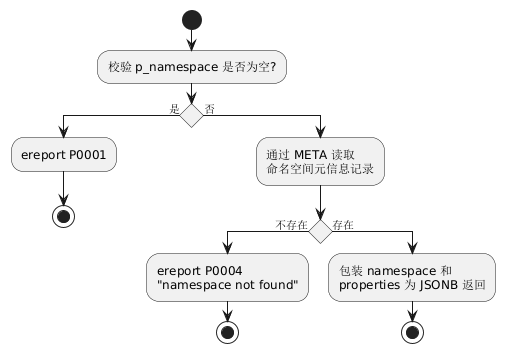 校验 p_namespace 是否为空?
是
否
ereport P0001
通过 META 读取
命名空间元信息记录
不存在
存在
ereport P0004
"namespace not found"
包装 namespace 和
properties 为 JSONB 返回